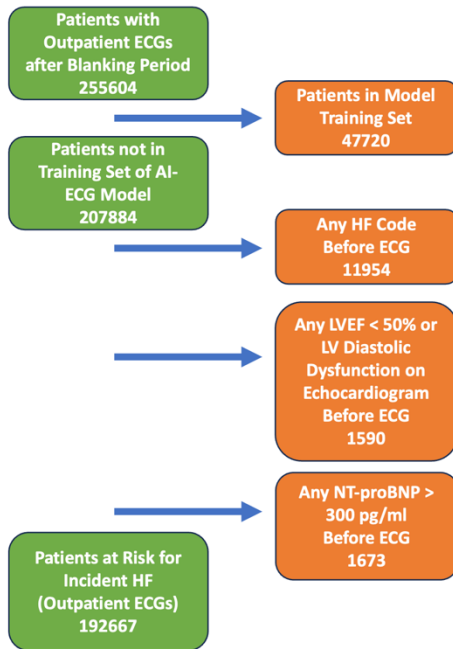 Patients with
Outpatient ECGs
after Blanking Period
255604
Patients in Model
Training Set
47720
Patients not in
Training Set of AI-
ECG Model
207884
Any HF Code
Before ECG
11954
Any LVEF < 50% or
LV Diastolic
Dysfunction on
Echocardiogram
Before ECG
1590
Any NT-proBNP >
300 pg/ml
Before ECG
1673
Patients at Risk for
Incident HF
(Outpatient ECGs)
192667